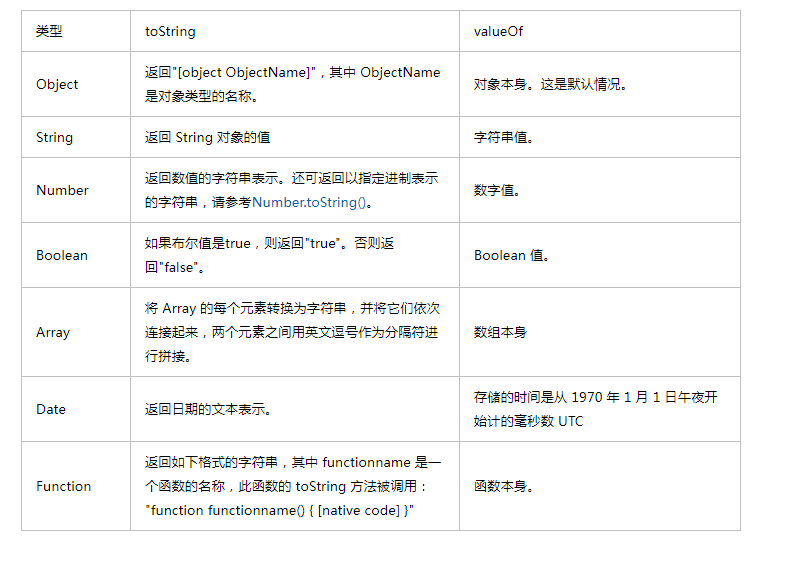 类型 toString valueOf
Object
返回"[object ObjectName]"，其中 ObjectName
是对象类型的名称。
对象本身。这是默认情况。
String 返回 String 对象的值 字符串值。
Number
返回数值的字符串表示。还可返回以指定进制表示
的字符串，请参考Number.toString()。
数字值。
Boolean
如果布尔值是true，则返回"true"。否则返
回"false"。
Boolean 值。
Array
将 Array 的每个元素转换为字符串，并将它们依次
连接起来，两个元素之间用英文逗号作为分隔符进
行拼接。
数组本身
Date
返回日期的文本表示。
存储的时间是从 1970 年 1 月 1 日午夜开
始计的毫秒数 UTC
Function
返回如下格式的字符串，其中 functionname 是一
个函数的名称，此函数的 toString 方法被调用：
"function functionname() { [native code] }"
函数本身。